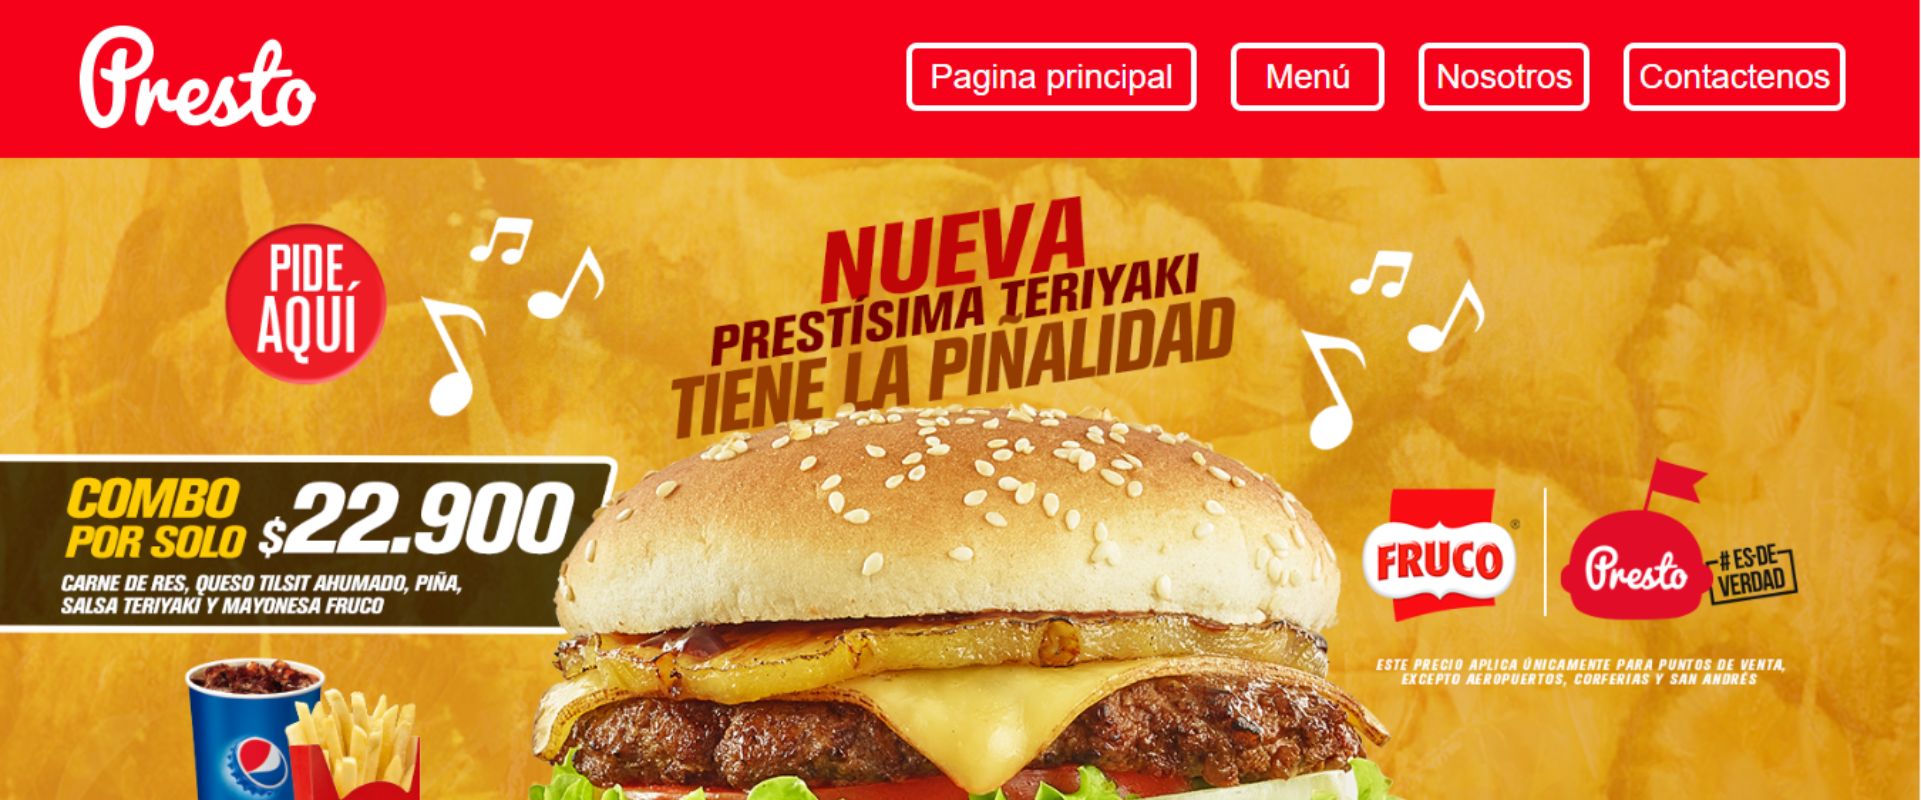 Presto
Pagina principal
Menú
Nosotros
Contactenos
PIDE
AQUÍ
NUEVA
PRESTÍSIMA TERIYAKI
TIENE LA PIÑALIDAD
COMBO
POR SOLO
$22.900
CARNE DE RES, QUESO TILSIT AHUMADO, PIÑA,
SALSA TERIYAKI Y MAYONESA FRUCO
FRUCO®
Presto
#ES·DE
VERDAD
ESTE PRECIO APLICA ÚNICAMENTE PARA PUNTOS DE VENTA,
EXCEPTO AEROPUERTOS, CORFERIAS Y SAN ANDRÉS